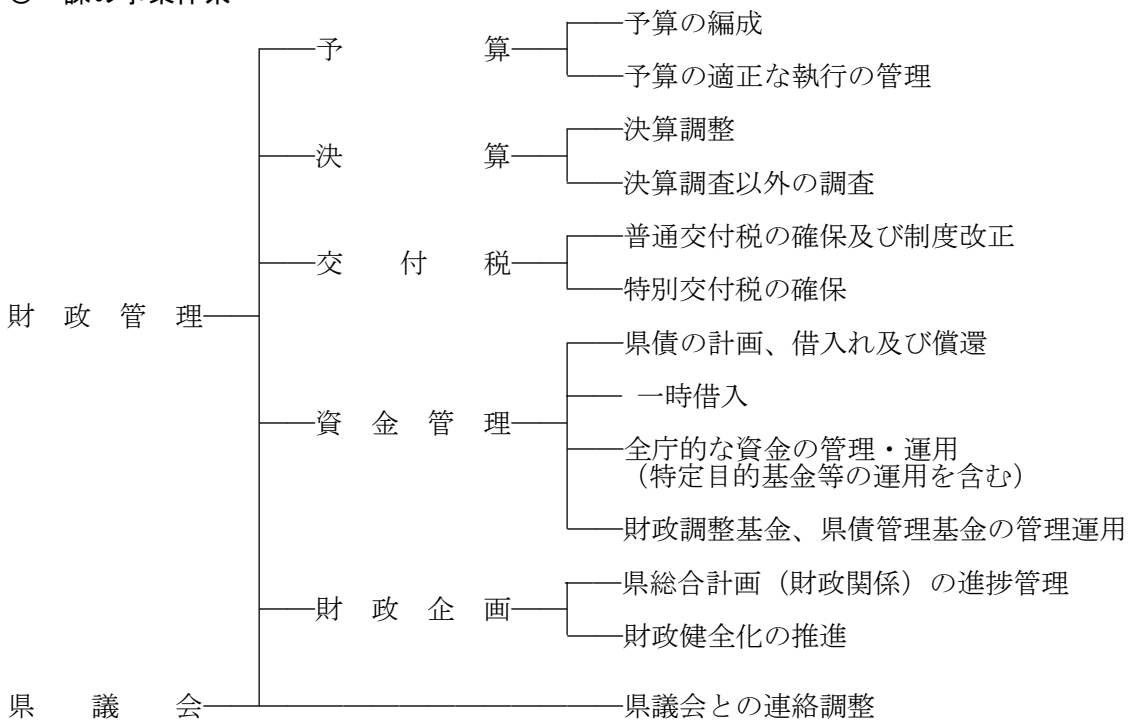 予算
予算の編成
予算の適正な執行の管理
決算
決算調整
決算調査以外の調査
交付税
普通交付税の確保及び制度改正
特別交付税の確保
財政管理
資金管理
県債の計画、借入れ及び償還
一時借入
全庁的な資金の管理・運用
（特定目的基金等の運用を含む）
財政調整基金、県債管理基金の管理運用
財政企画
県総合計画（財政関係）の進捗管理
財政健全化の推進
県議会
県議会との連絡調整